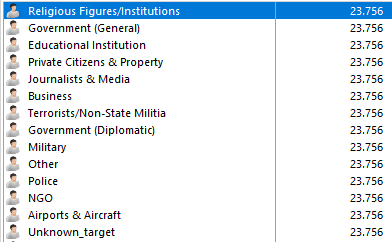 Religious Figures/Institutions 23.756
Government (General) 23.756
Educational Institution 23.756
Private Citizens & Property 23.756
Journalists & Media 23.756
Business 23.756
Terrorists/Non-State Militia 23.756
Government (Diplomatic) 23.756
Military 23.756
Other 23.756
Police 23.756
NGO 23.756
Airports & Aircraft 23.756
Unknown_target 23.756